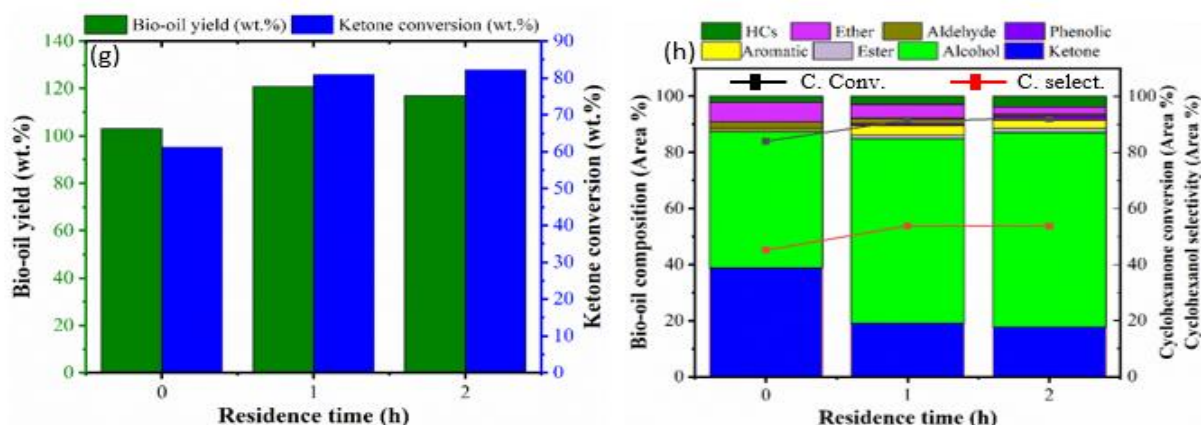 Bio-oil yield (wt.%) Ketone conversion (wt.%)
(g)
140
120
100
80
60
40
20
0
Bio-oil yield (wt.%)
90
80
70
60
50
40
30
20
10
0
Ketone conversion (wt.%)
0 1 2
Residence time (h)
HCs Ether Aldehyde Phenolic
Aromatic Ester Alcohol Ketone
(h)
C. Conv. C. select.
100
80
60
40
20
0
Bio-oil composition (Area %)
100
80
60
40
20
0
Cyclohexanone conversion (Area %)
Cyclohexanol selectivity (Area %)
0 1 2
Residence time (h)